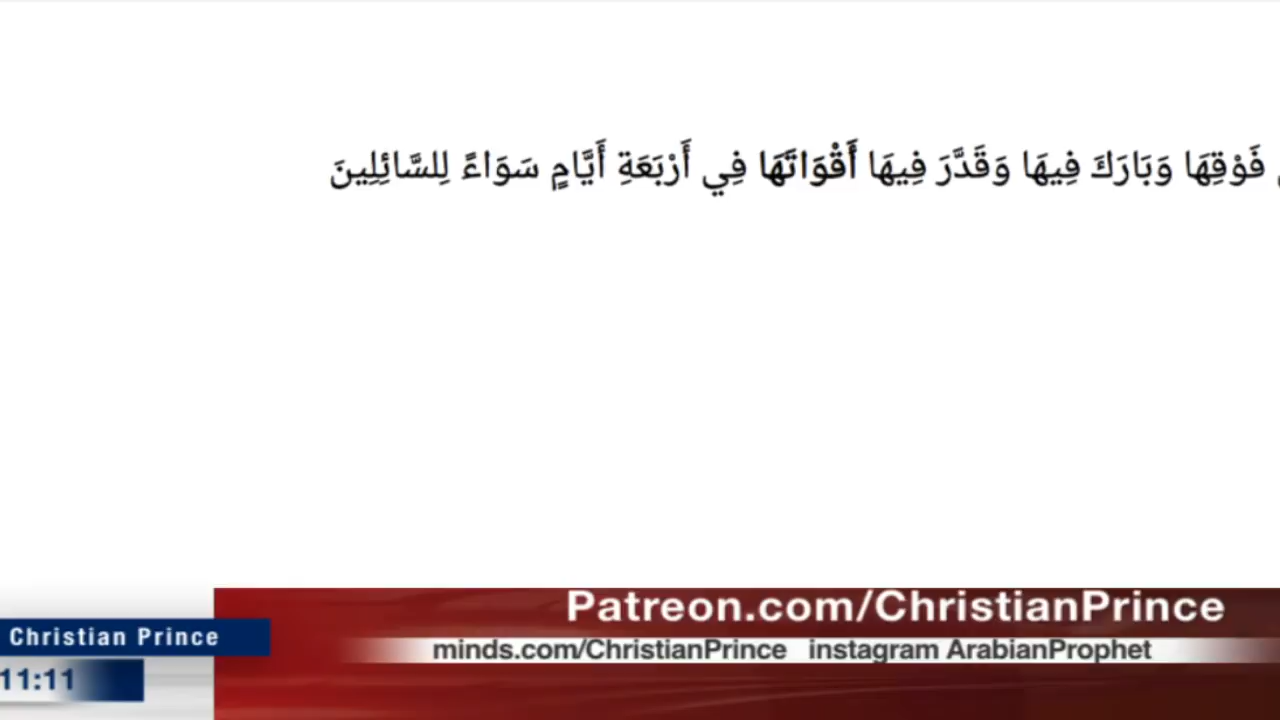 فَوْقِهَا وَبَارَكَ فِيهَا وَقَدَّرَ فِيهَا أَقْوَاتَهَا فِي أَرْبَعَةِ أَيَّامٍ سَوَاءً لِلسَّائِلِينَ
Patreon.com/ChristianPrince
Christian Prince
minds.com/ChristianPrince instagram ArabianProphet
11:11